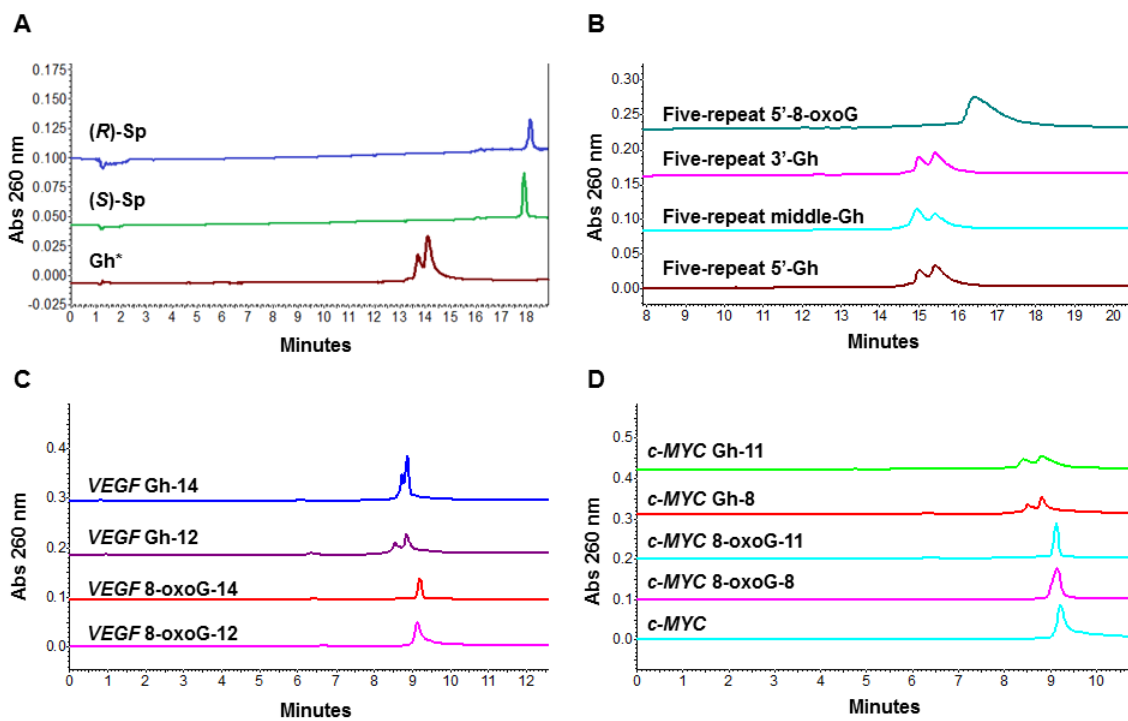 A
0.175
0.150
0.125
0.100
0.075
0.050
0.025
0.000
-0.025
Abs 260 nm
(R)-Sp
(S)-Sp
Gh*
0 1 2 3 4 5 6 7 8 9 10 11 12 13 14 15 16 17 18
Minutes
B
0.30
0.25
0.20
0.15
0.10
0.05
0.00
Abs 260 nm
Five-repeat 5’-8-oxoG
Five-repeat 3’-Gh
Five-repeat middle-Gh
Five-repeat 5’-Gh
8 9 10 11 12 13 14 15 16 17 18 19 20
Minutes
C
0.4
0.3
0.2
0.1
0.0
Abs 260 nm
VEGF Gh-14
VEGF Gh-12
VEGF 8-oxoG-14
VEGF 8-oxoG-12
0 1 2 3 4 5 6 7 8 9 10 11 12
Minutes
D
0.5
0.4
0.3
0.2
0.1
0.0
Abs 260 nm
c-MYC Gh-11
c-MYC Gh-8
c-MYC 8-oxoG-11
c-MYC 8-oxoG-8
c-MYC
0 1 2 3 4 5 6 7 8 9 10
Minutes